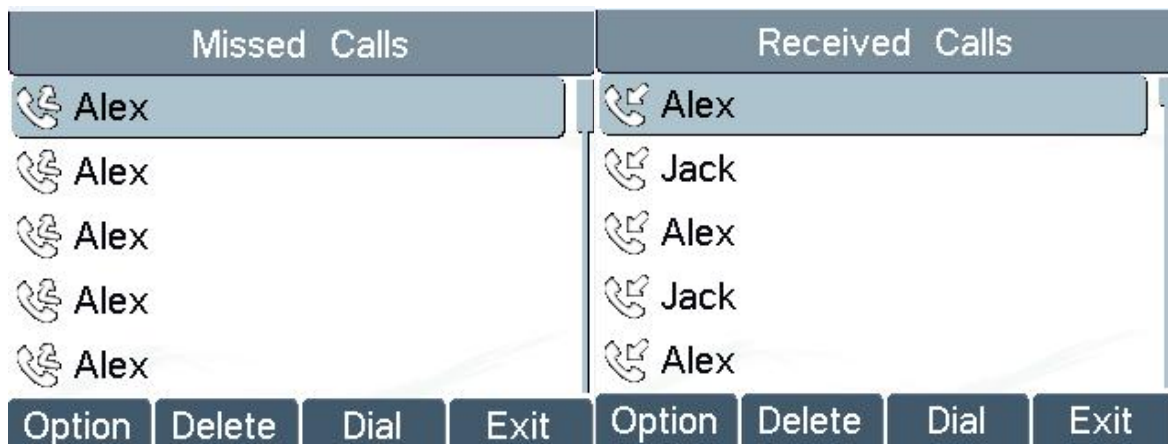 Missed Calls
Alex
Alex
Alex
Alex
Alex
Option Delete Dial Exit
Received Calls
Alex
Jack
Alex
Jack
Alex
Option Delete Dial Exit